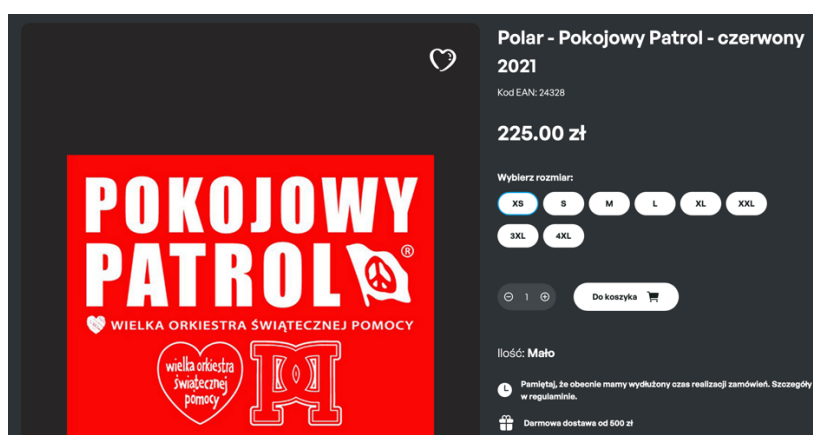 POKOJOWY
PATROL®
WIELKA ORKIESTRA ŚWIĄTECZNEJ POMOCY
wielka orkiestra
świątecznej
pomocy
Polar - Pokojowy Patrol - czerwony
2021
Kod EAN: 24328
225.00 zł
Wybierz rozmiar:
XS S M L XL XXL
3XL 4XL
1 Do koszyka
Ilość: Mało
Pamiętaj, że obecnie mamy wydłużony czas realizacji zamówień. Szczegóły
w regulaminie.
Darmowa dostawa od 500 zł